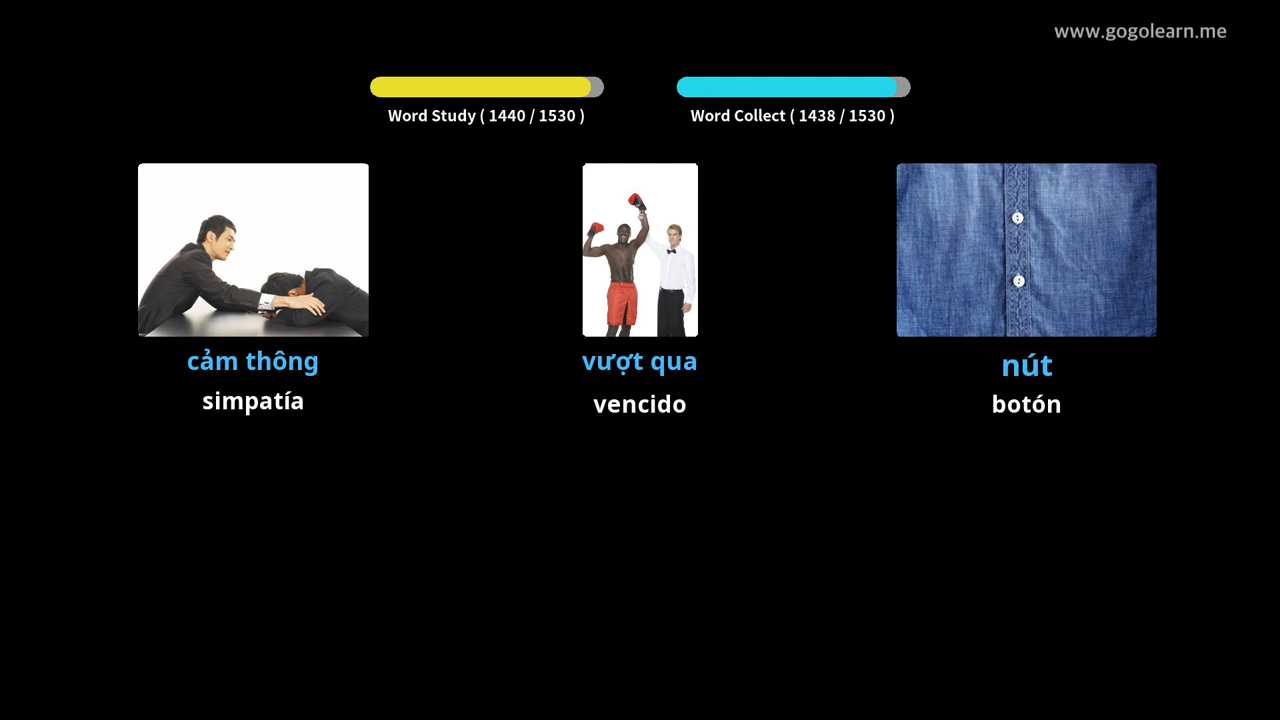 www.gogolearn.me
Word Study ( 1440 / 1530 )
Word Collect ( 1438 / 1530 )
cảm thông
simpatía
vượt qua
vencido
nút
botón